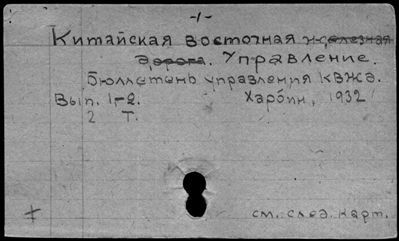 -1-
Китайская восточная железная
дорога. Управление.
Бюллетень управления КВЖД.
Вып. 1-2. Харбин, 1932
2 Т.
+ см. след. карт.